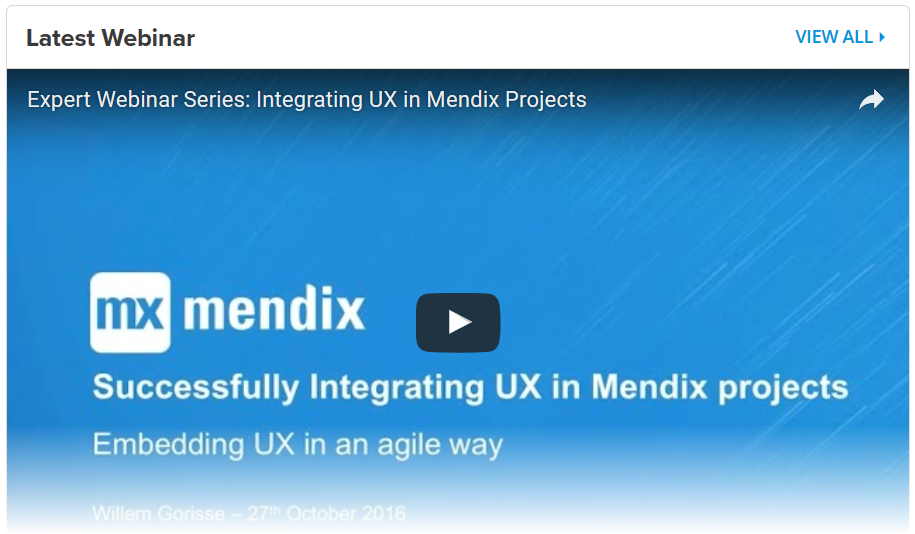 Latest Webinar
VIEW ALL
Expert Webinar Series: Integrating UX in Mendix Projects
mx mendix
Successfully Integrating UX in Mendix projects
Embedding UX in an agile way
Willem Gorisse – 27th October 2016